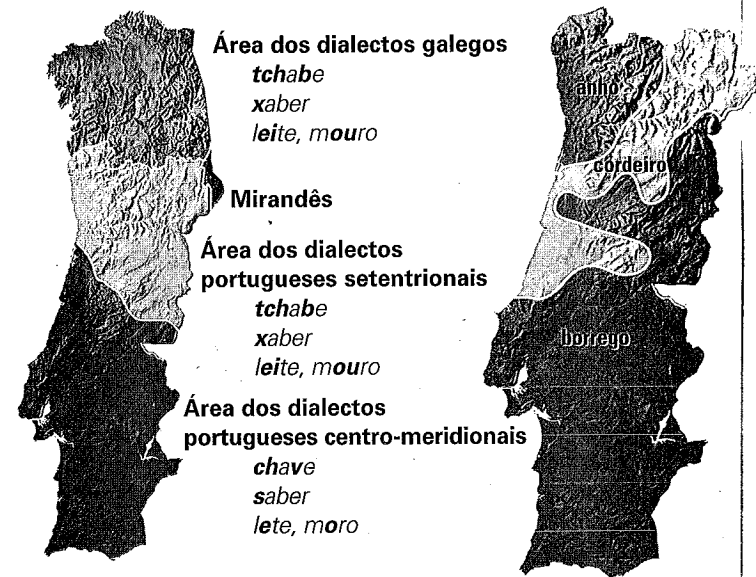 Área dos dialectos galegos
tchabe
xaber
leite, mouro
Mirandês
Área dos dialectos
portugueses setentrionais
tchabe
xaber
leite, mouro
Área dos dialectos
portugueses centro-meridionais
chave
saber
lete, moro
anho
cordeiro
borrego